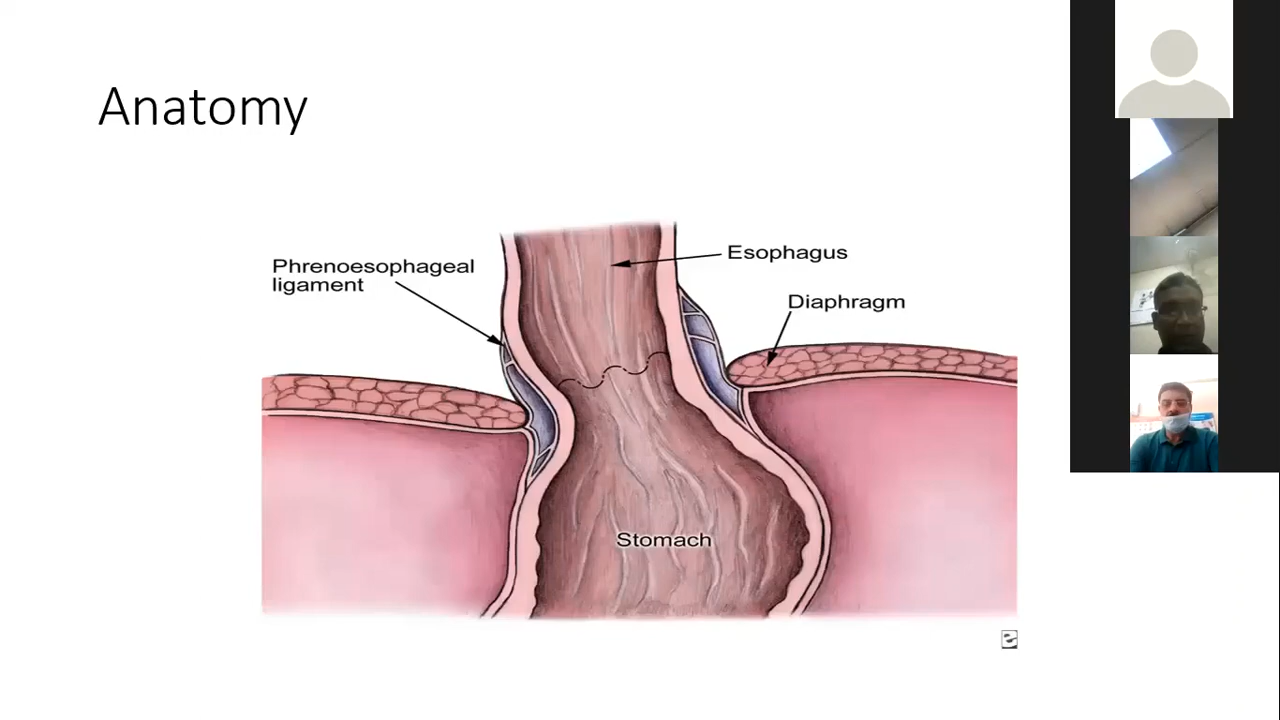 Anatomy
Phrenoesophageal
ligament
Esophagus
Diaphragm
Stomach